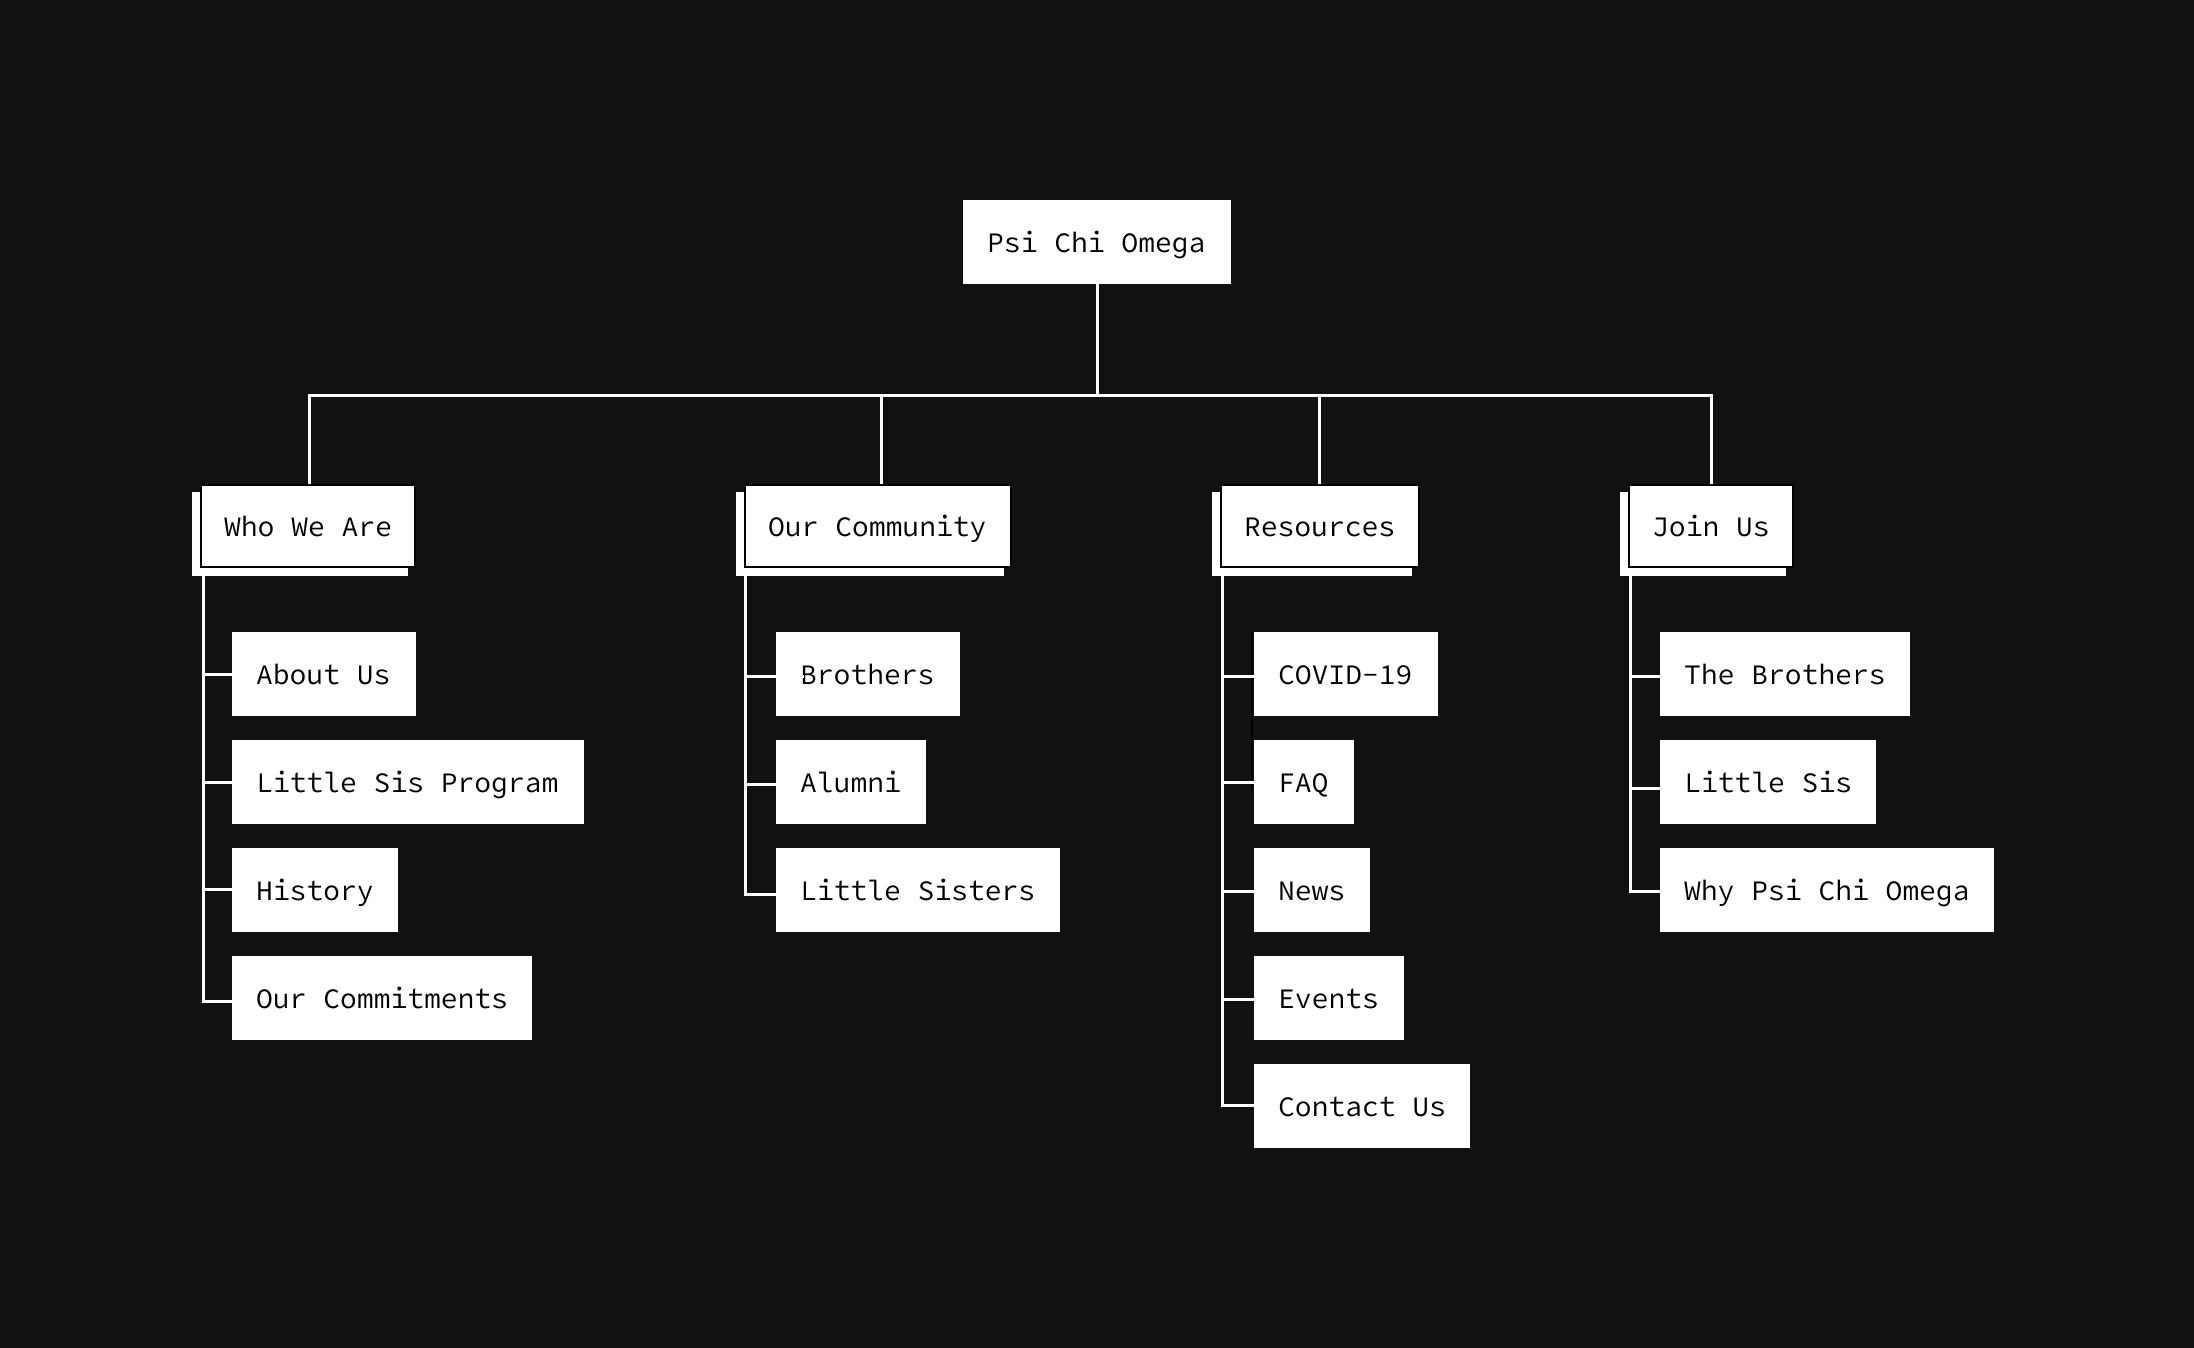 Psi Chi Omega
Who We Are
About Us
Little Sis Program
History
Our Commitments
Our Community
Brothers
Alumni
Little Sisters
Resources
COVID-19
FAQ
News
Events
Contact Us
Join Us
The Brothers
Little Sis
Why Psi Chi Omega